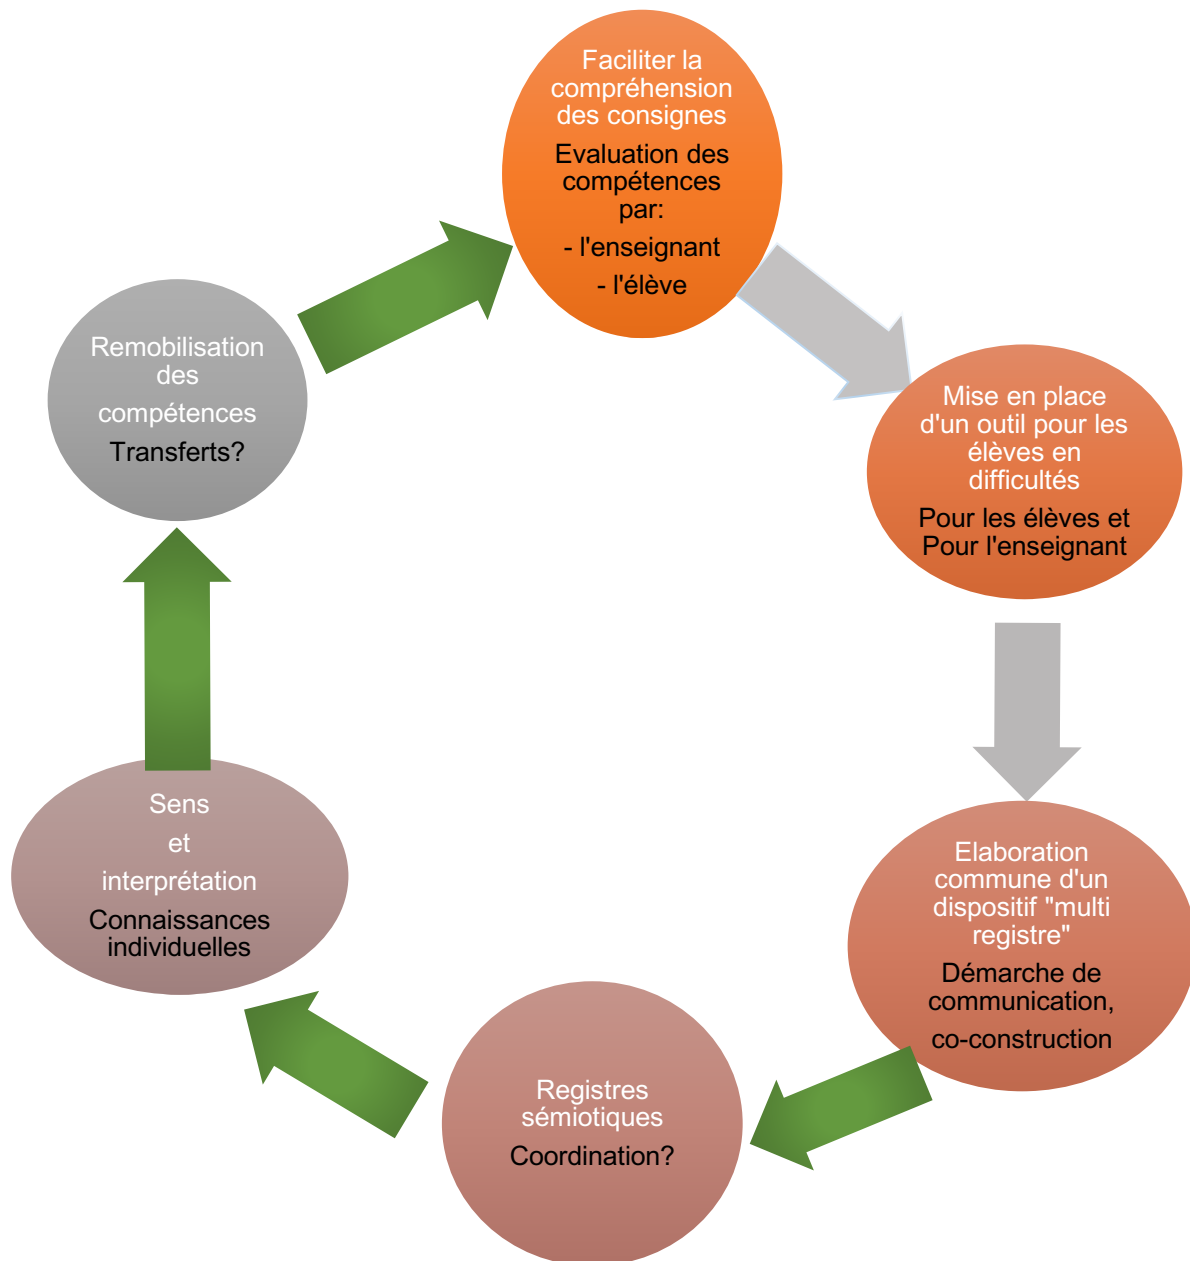 Faciliter la
compréhension
des consignes
Evaluation des
compétences
par:
- l'enseignant
- l'élève
Mise en place
d'un outil pour les
élèves en
difficultés
Pour les élèves et
Pour l'enseignant
Elaboration
commune d'un
dispositif "multi
registre"
Démarche de
communication,
co-construction
Registres
sémiotiques
Coordination?
Sens
et
interprétation
Connaissances
individuelles
Remobilisation
des
compétences
Transferts?